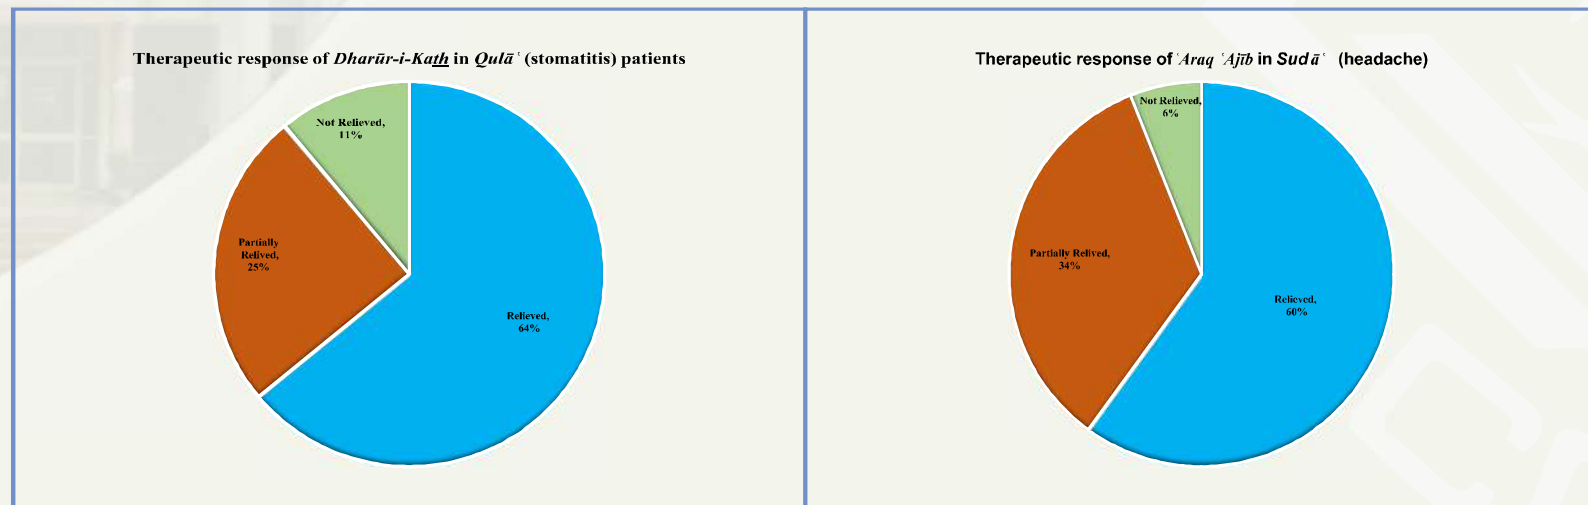 Therapeutic response of Dharūr-i-Kath in Qulāʿ (stomatitis) patients
Not Relieved,
11%
Partially
Relived,
25%
Relieved,
64%
Therapeutic response of ʿAraq ʿAjīb in Sudāʿ (headache)
Not Relieved,
6%
Partially Relived,
34%
Relieved,
60%